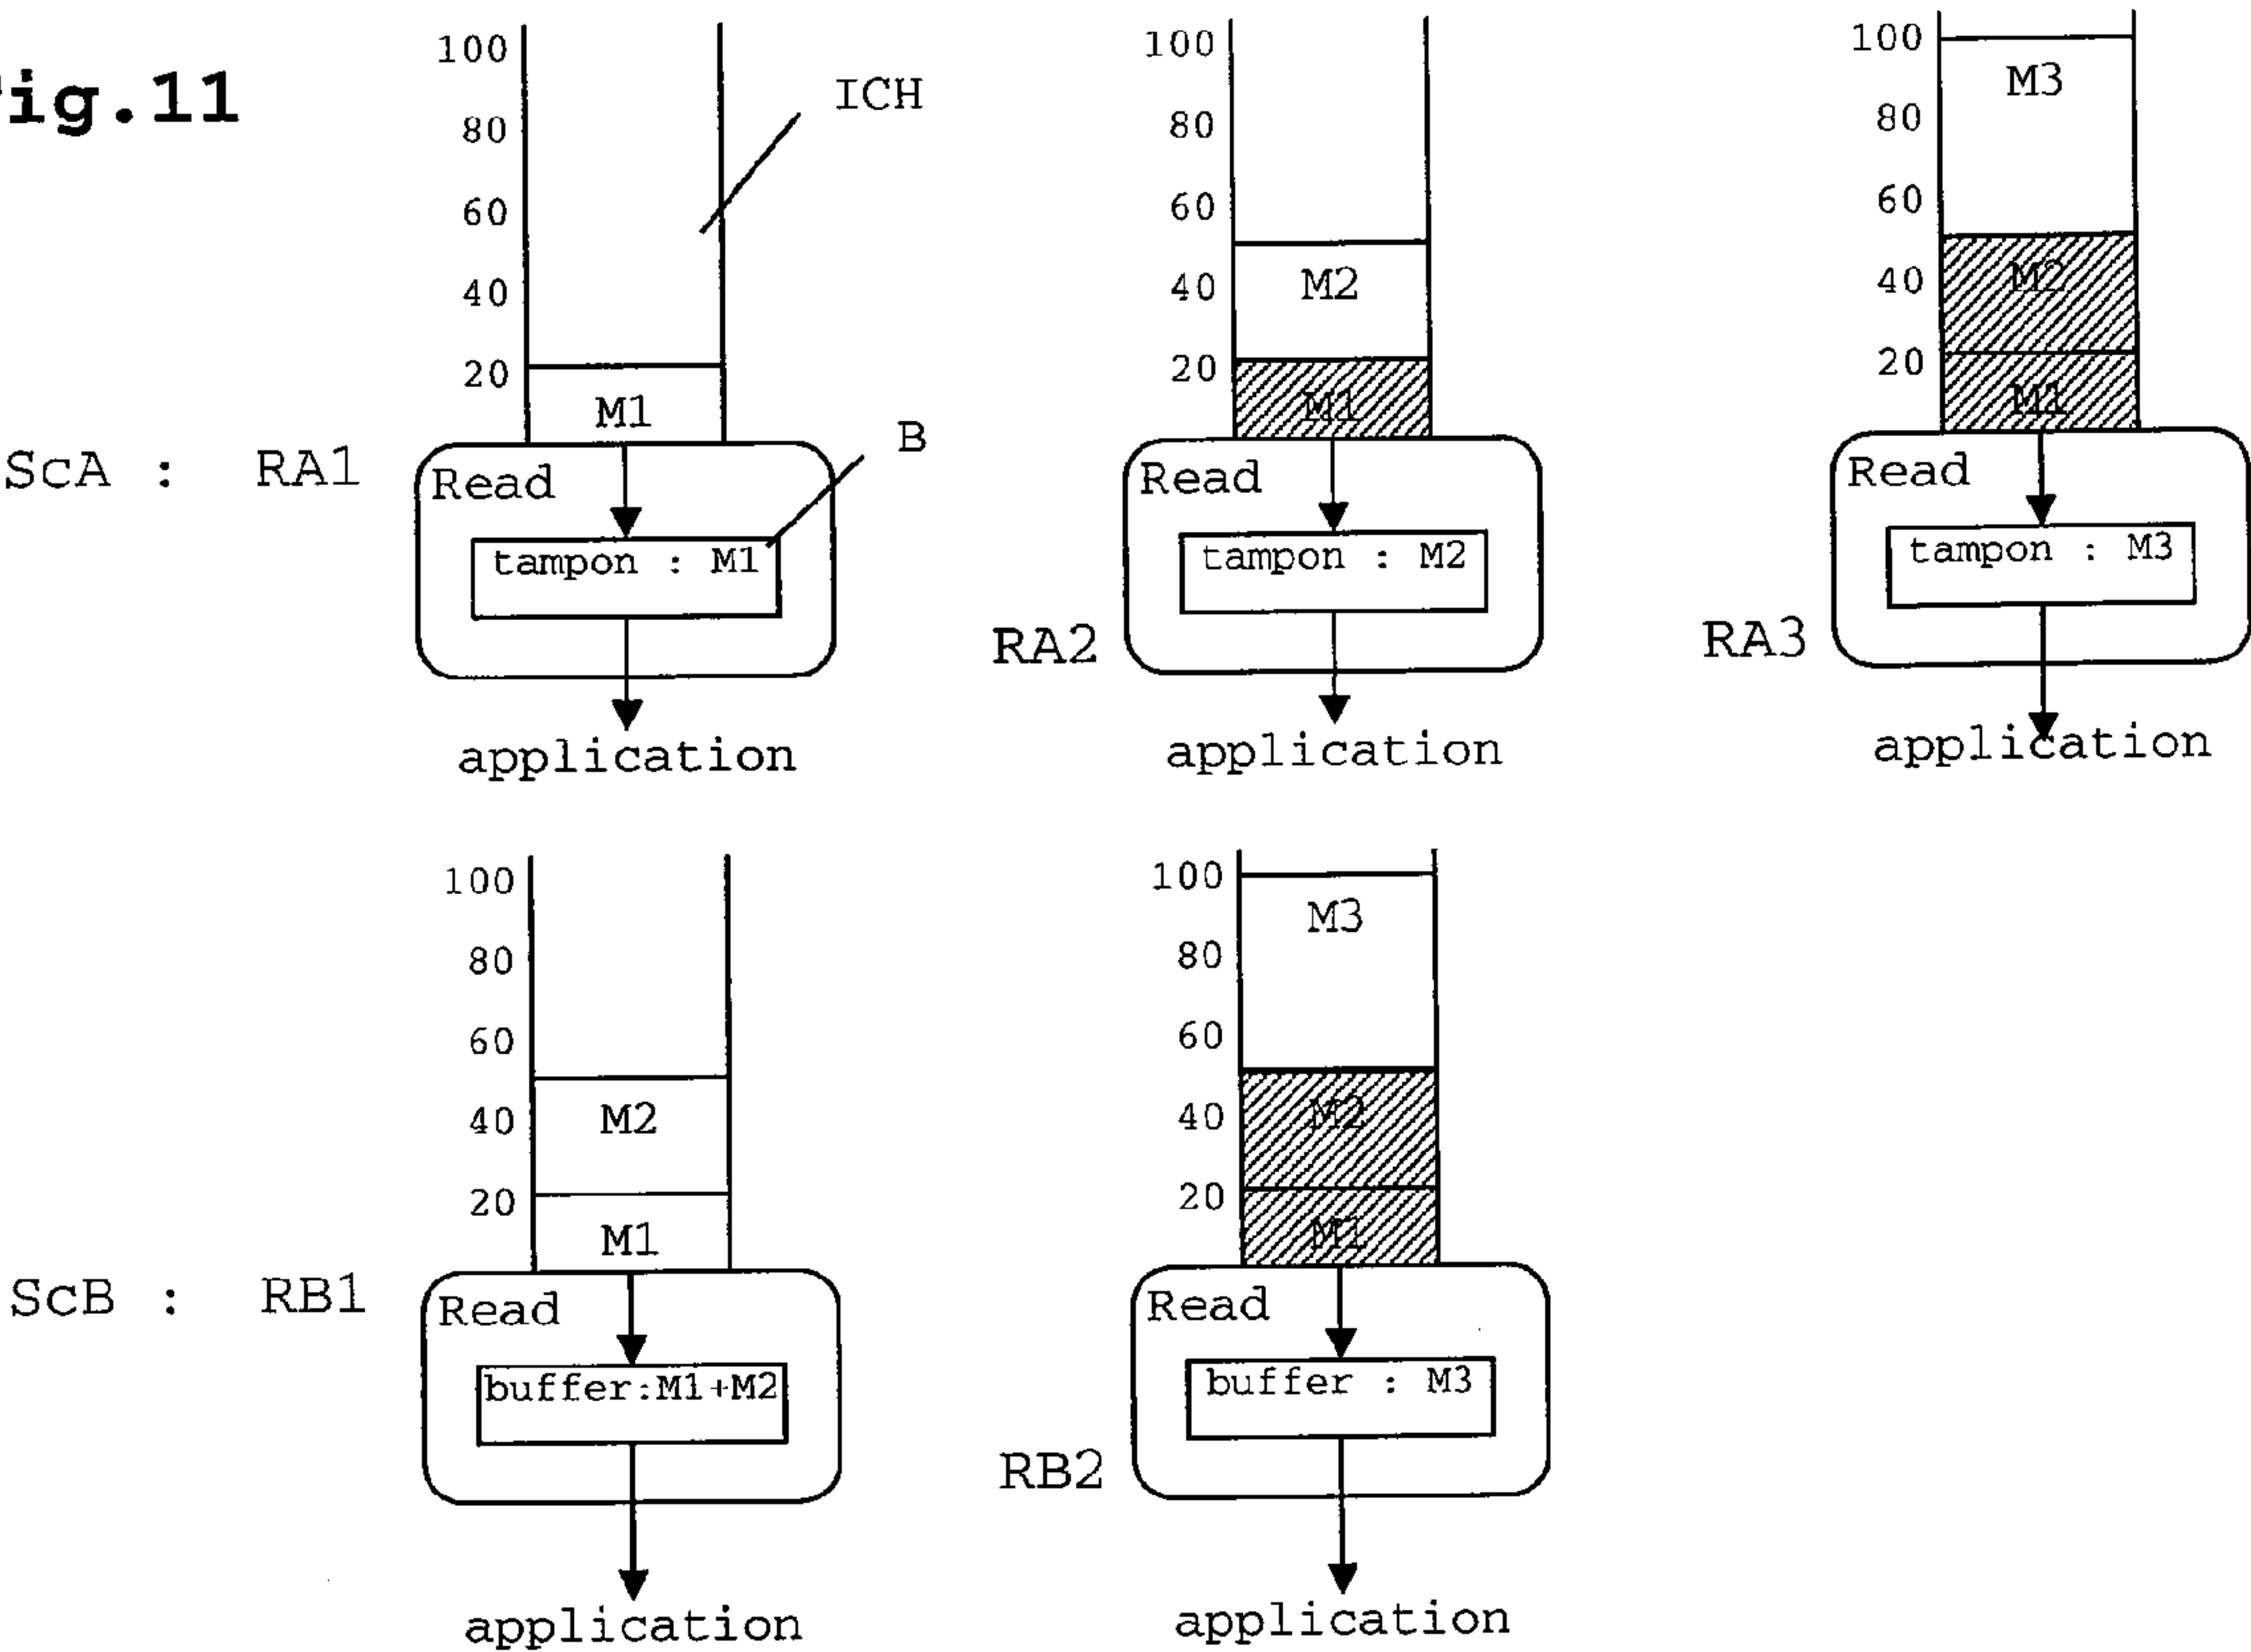 ig.11
100
80
60
40
20
M1
ICH
B
ScA : RA1
Read
tampon : M1
application
100
80
60
40
20
M2
M1
Read
tampon : M2
RA2
application
100
80
60
40
20
M3
M2
M1
Read
tampon : M3
RA3
application
100
80
60
40
20
M2
M1
ScB : RB1
Read
buffer:M1+M2
application
100
80
60
40
20
M3
M2
M1
Read
buffer : M3
RB2
application